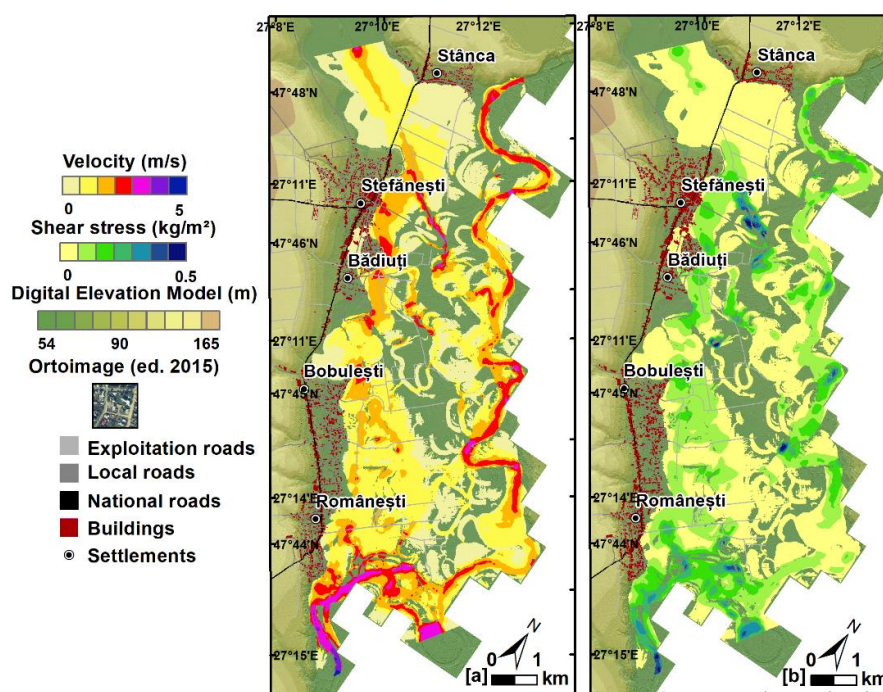 Velocity (m/s)
0 5
Shear stress (kg/m²)
0 0.5
Digital Elevation Model (m)
54 90 165
Ortoimage (ed. 2015)
Exploitation roads
Local roads
National roads
Buildings
Settlements
27°8'E 27°10'E 27°12'E
Stânca
47°48'N
27°11'E
Ștefănești
47°46'N
Bădiuți
27°11'E
Bobulești
47°45'N
27°14'E
Românești
47°44'N
27°15'E
N
[a] 0 1
km
27°8'E 27°10'E 27°12'E
Stânca
47°48'N
27°11'E
Ștefănești
47°46'N
Bădiuți
27°11'E
Bobulești
47°45'N
27°14'E
Românești
47°44'N
27°15'E
N
[b] 0 1
km